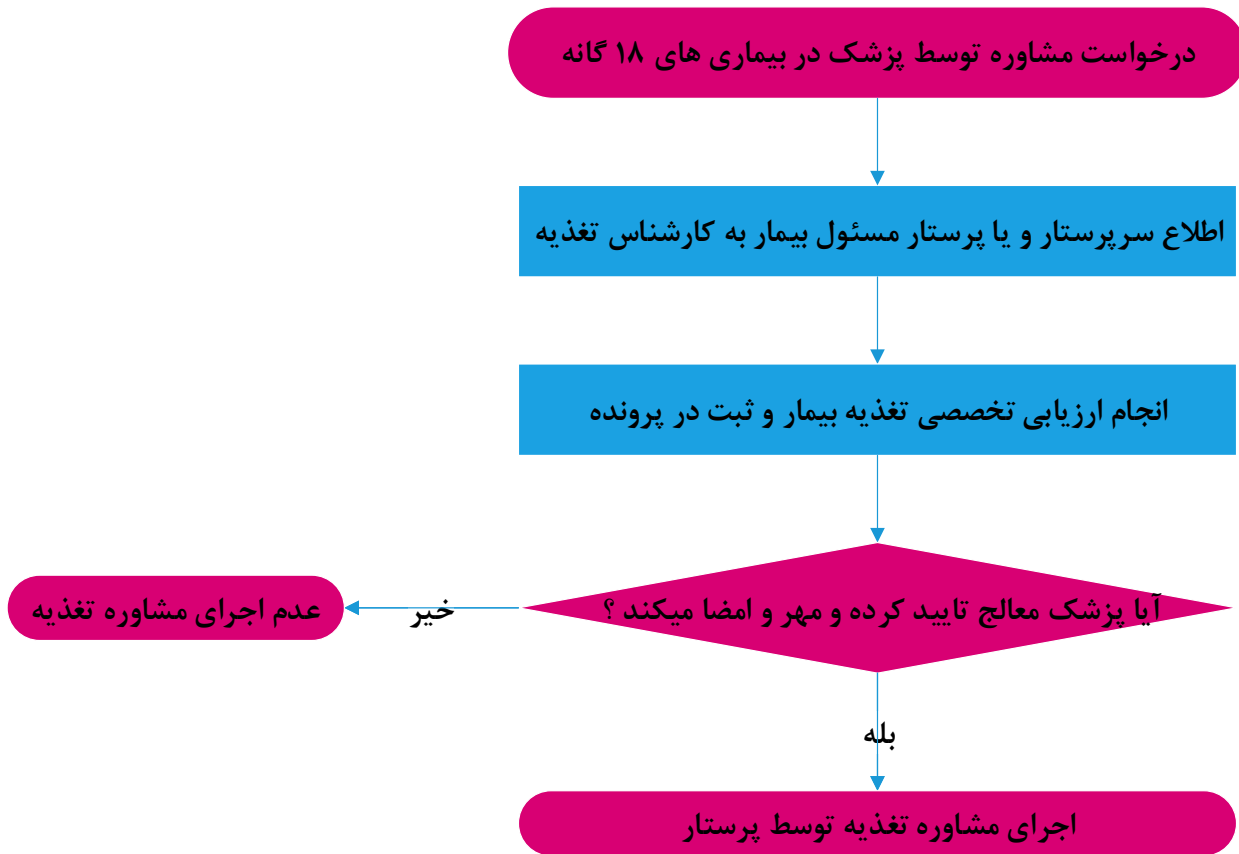 درخواست مشاوره توسط پزشک در بیماری های ۱۸ گانه
اطلاع سرپرستار و یا پرستار مسئول بیمار به کارشناس تغذیه
انجام ارزیابی تخصصی تغذیه بیمار و ثبت در پرونده
آیا پزشک معالج تایید کرده و مهر و امضا میکند ؟
خیر
عدم اجرای مشاوره تغذیه
بله
اجرای مشاوره تغذیه توسط پرستار